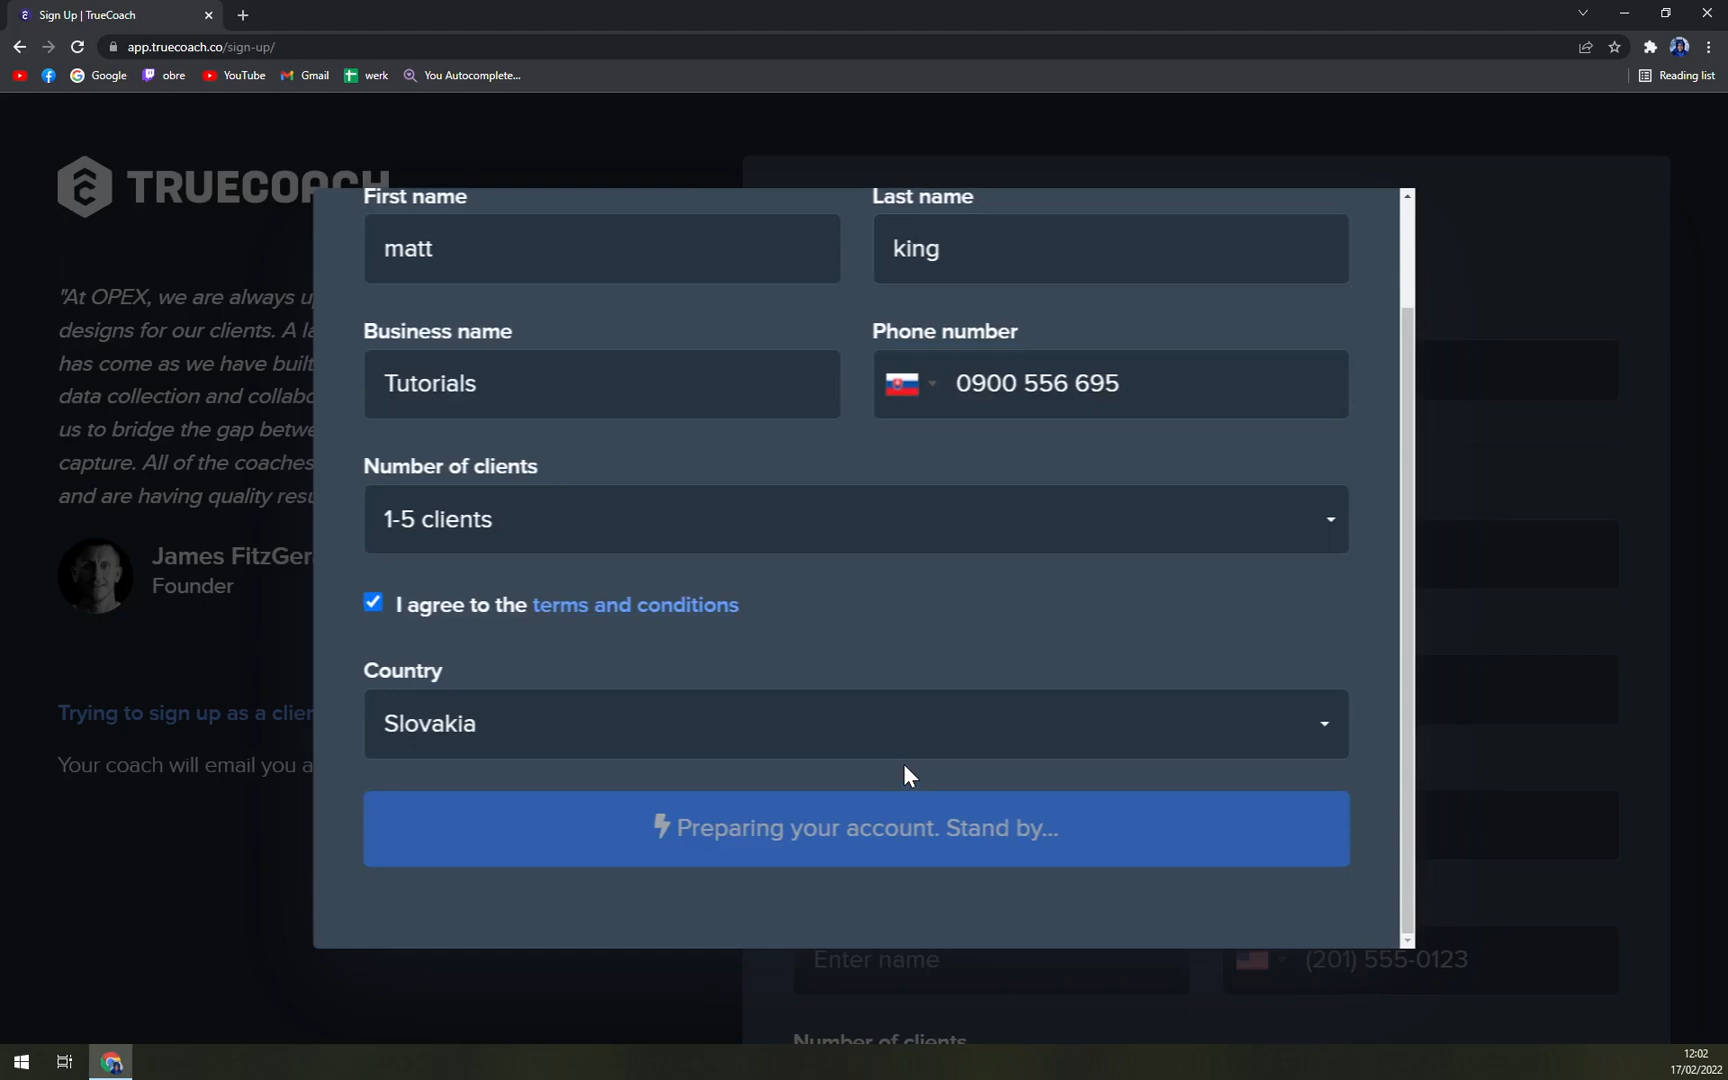 Sign Up | TrueCoach
app.truecoach.co/sign-up/
Google
obre
YouTube
Gmail
werk
You Autocomplete...
Reading list
TRUECOACH
"At OPEX, we are always
designs for our clients. A
has come as we have built
data collection and
us to bridge the gap
capture. All of the coaches
and are having quality
James
Founder
Trying to sign up as a
Your coach will email you a
First name
Last name
matt
king
Business name
Phone number
Tutorials
0900 556 695
Number of clients
1-5 clients
I agree to the terms and conditions
Country
Slovakia
Preparing your account. Stand by...
Enter name
(201) 555-0123
Number of clients
12:02
17/02/2022